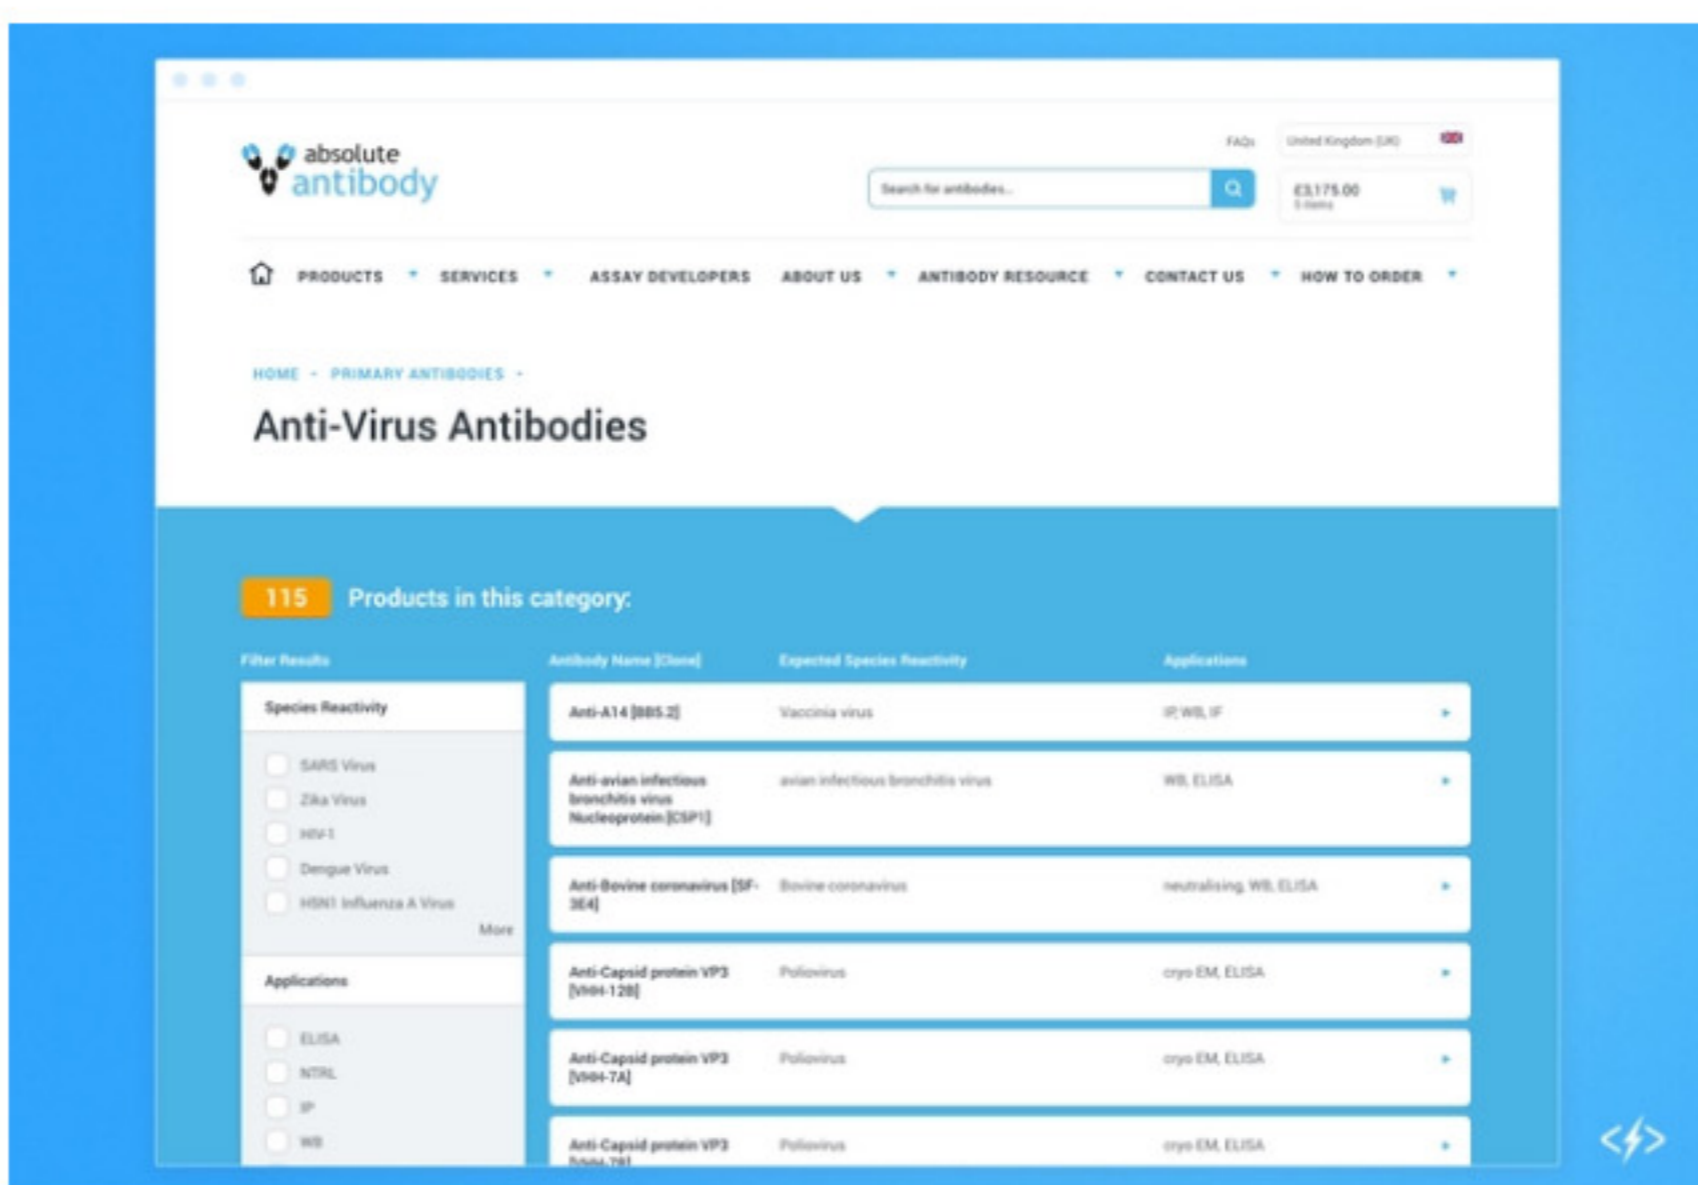 absolute
antibody
FAQs
United Kingdom (UK)
Search for antibodies...
£3,175.00
5 items
PRODUCTS SERVICES ASSAY DEVELOPERS ABOUT US ANTIBODY RESOURCE CONTACT US HOW TO ORDER
HOME - PRIMARY ANTIBODIES -
Anti-Virus Antibodies
115 Products in this category:
Filter Results
Species Reactivity
SARS Virus
Zika Virus
HIV-1
Dengue Virus
H5N1 Influenza A Virus
More
Applications
ELISA
NTRL
IP
WB
Antibody Name [Clone] Expected Species Reactivity Applications
Anti-A14 [BB5.2] Vaccinia virus IP, WB, IF
Anti-avian infectious avian infectious bronchitis virus WB, ELISA
bronchitis virus
Nucleoprotein [CSP1]
Anti-Bovine coronavirus [SF- Bovine coronavirus neutralising, WB, ELISA
3E4]
Anti-Capsid protein VP3 Poliovirus cryo EM, ELISA
[VHH-12B]
Anti-Capsid protein VP3 Poliovirus cryo EM, ELISA
[VHH-7A]
Anti-Capsid protein VP3 Poliovirus cryo EM, ELISA